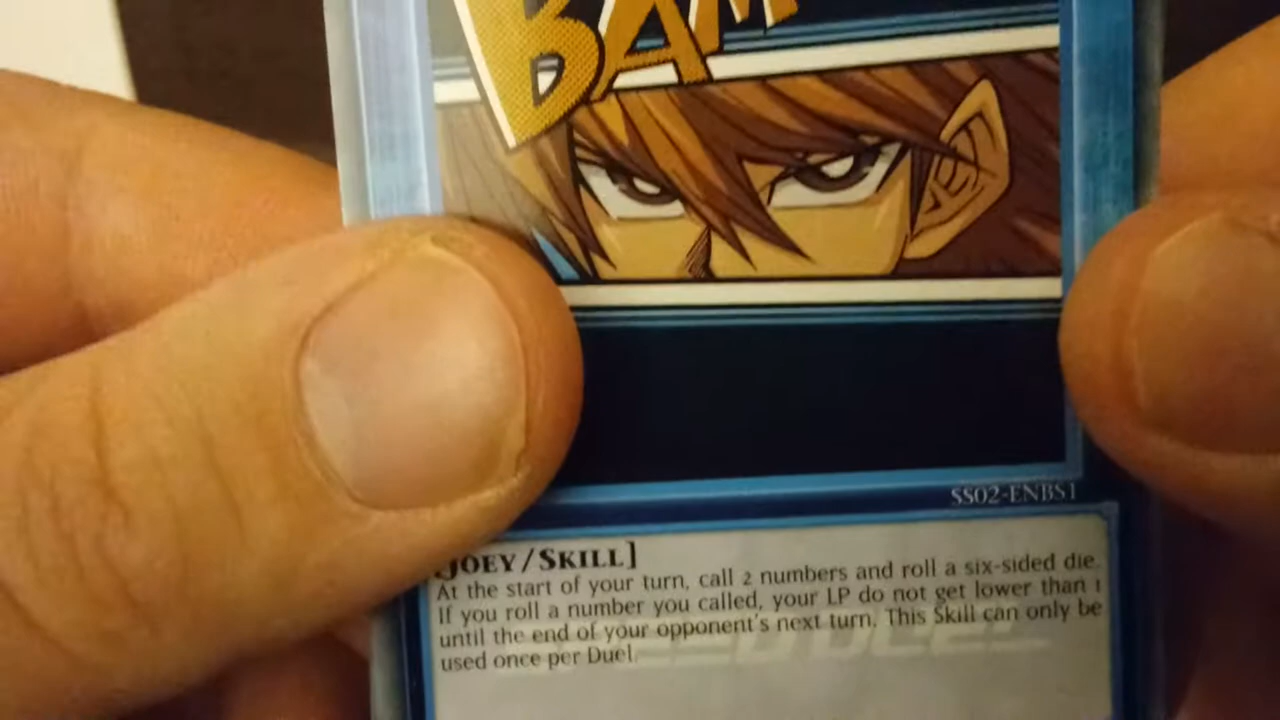 BAM
SS02-ENBS1
JOEY/SKILL]
At the start of your turn, call 2 numbers and roll a six-sided die.
If you roll a number you called, your LP do not get lower than 1
until the end of your opponent's next turn. This Skill can only be
used once per Duel.